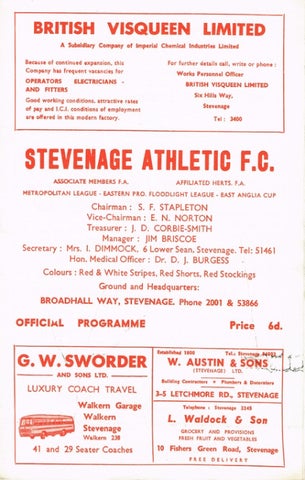 BRITISH VISQUEEN LIMITED
A Subsidiary Company of Imperial Chemical Industries Limited
Because of continued expansion, this
Company has frequent vacancies for
OPERATORS ELECTRICIANS -
AND FITTERS
Good working conditions, attractive rates
of pay and I.C.I. conditions of employment
are offered in this modern factory.
For further details call, write or phone :
Works Personnel Officer
BRITISH VISQUEEN LIMITED
Six Hills Way,
Stevenage
Tel : 3400
STEVENAGE ATHLETIC F.C.
ASSOCIATE MEMBERS F.A. AFFILIATED HERTS. F.A.
METROPOLITAN LEAGUE - EASTERN PRO. FLOODLIGHT LEAGUE - EAST ANGLIA CUP
Chairman : S. F. STAPLETON
Vice-Chairman : E. N. NORTON
Treasurer : J. D. CORBIE-SMITH
Manager : JIM BRISCOE
Secretary : Mrs. I. DIMMOCK, 6 Lower Sean, Stevenage. Tel: 51461
Hon. Medical Officer : Dr. D. J. BURGESS
Colours : Red & White Stripes, Red Shorts, Red Stockings
Ground and Headquarters:
BROADHALL WAY, STEVENAGE. Phone 2001 & 53866
OFFICIAL PROGRAMME Price 6d.
G. W. SWORDER
AND SONS LTD.
LUXURY COACH TRAVEL
Walkern Garage
Walkern
Stevenage
Walkern 238
41 and 29 Seater Coaches
Established 1800 Tel.: Stevenage
W. AUSTIN & SONS
(STEVENAGE) LTD.
Building Contractors • Plumbers & Decorators
3-5 LETCHMORE RD., STEVENAGE
Telephone : Stevenage 2245
L. Waldock & Son
GROCERY AND PROVISIONS
FRESH FRUIT AND VEGETABLES
10 Fishers Green Road, Stevenage
FREE DELIVERY